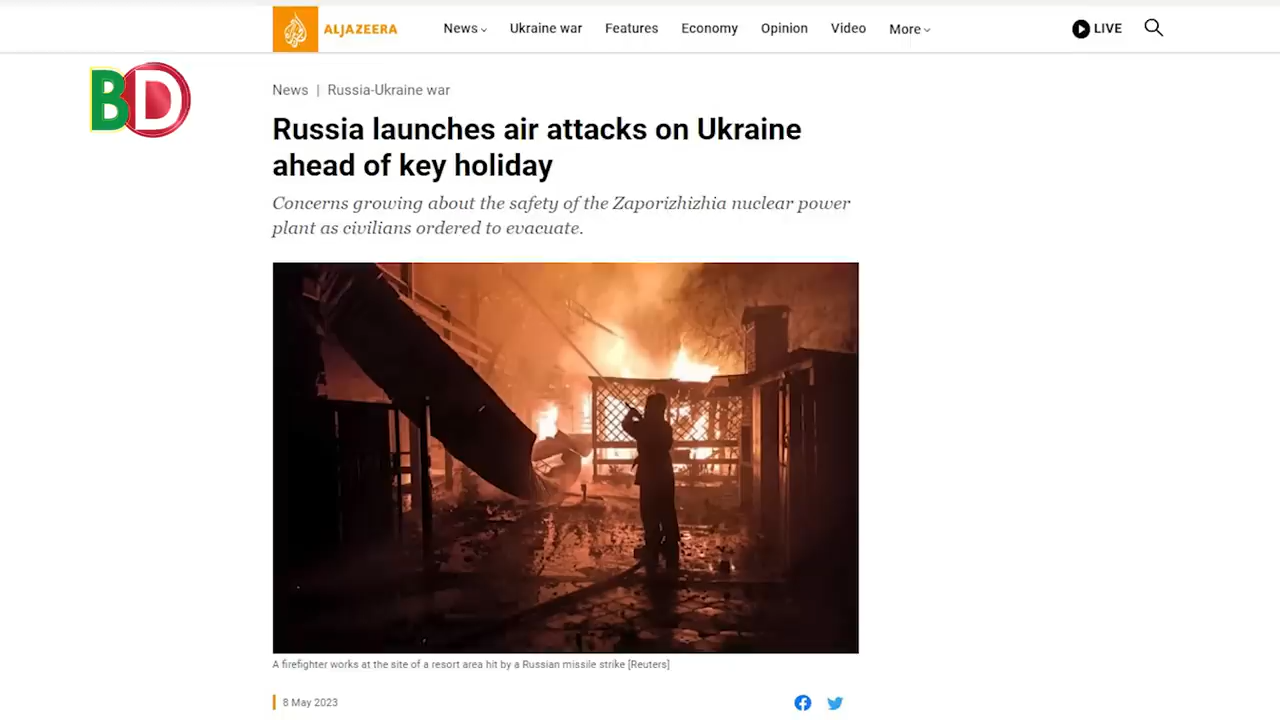 ALJAZEERA
News
Ukraine war
Features
Economy
Opinion
Video
More
LIVE
BD
News | Russia-Ukraine war
Russia launches air attacks on Ukraine
ahead of key holiday
Concerns growing about the safety of the Zaporizhizhia nuclear power
plant as civilians ordered to evacuate.
A firefighter works at the site of a resort area hit by a Russian missile strike [Reuters]
8 May 2023